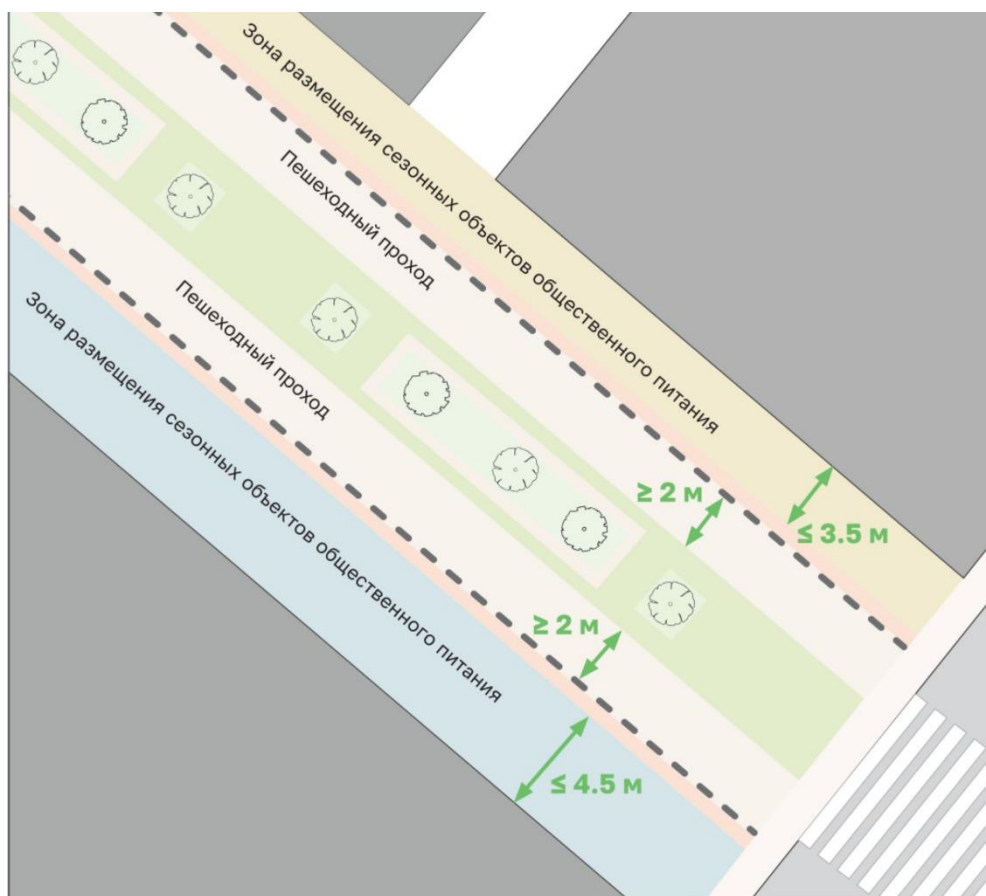 Зона размещения сезонных объектов общественного питания
Пешеходный проход
Пешеходный проход
Зона размещения сезонных объектов общественного питания
≥ 2 м
≤ 3.5 м
≥ 2 м
≤ 4.5 м